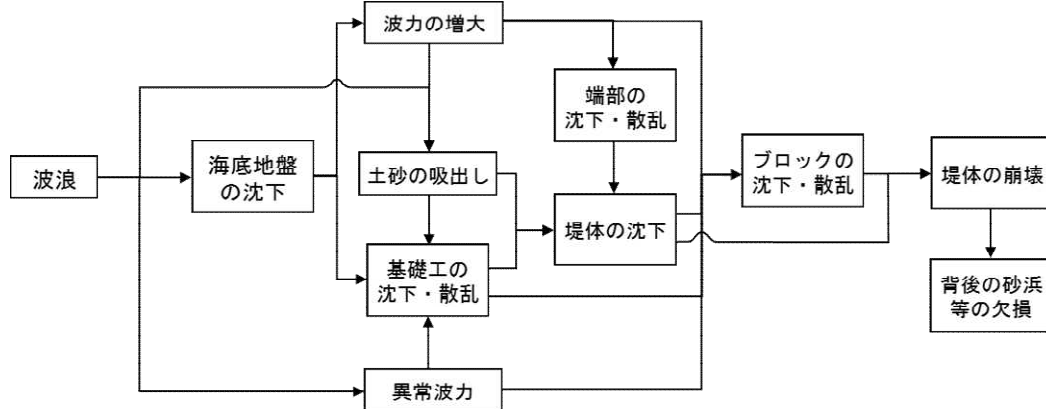 波力の増大
端部の
沈下・散乱
波浪
海底地盤
の沈下
土砂の吸出し
ブロックの
沈下・散乱
堤体の崩壊
堤体の沈下
基礎工の
沈下・散乱
背後の砂浜
等の欠損
異常波力